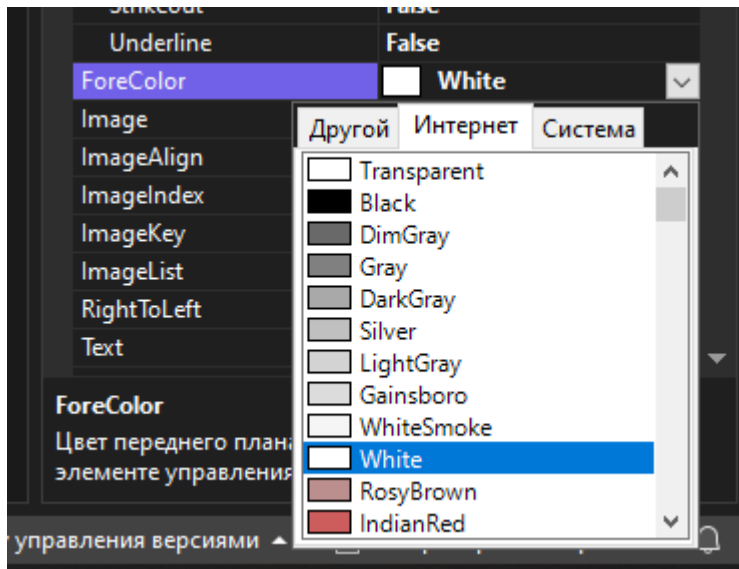 Strikeout False
Underline False
ForeColor White
Image
ImageAlign
ImageIndex
ImageKey
ImageList
RightToLeft
Text
Другой Интернет Система
Transparent
Black
DimGray
Gray
DarkGray
Silver
LightGray
Gainsboro
WhiteSmoke
White
RosyBrown
IndianRed
ForeColor
Цвет переднего плана
элементе управления
управления версиями